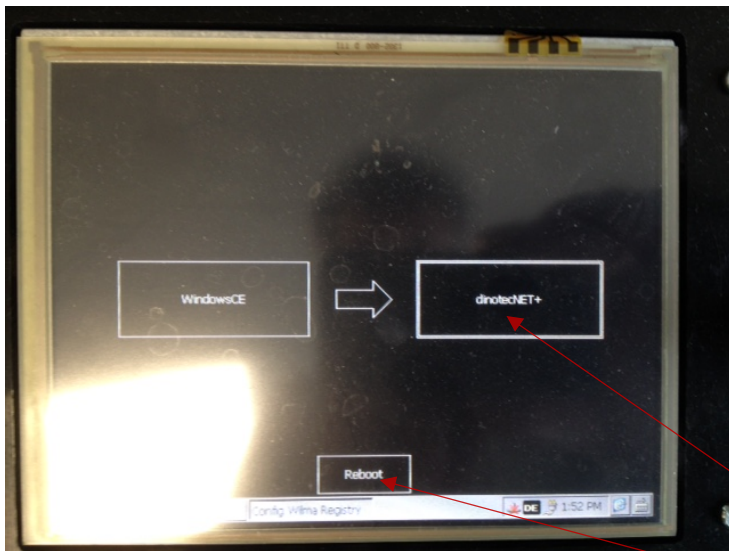 WindowsCE
dinotecNET+
Reboot
Config Wilma Registry
DE
1:52 PM